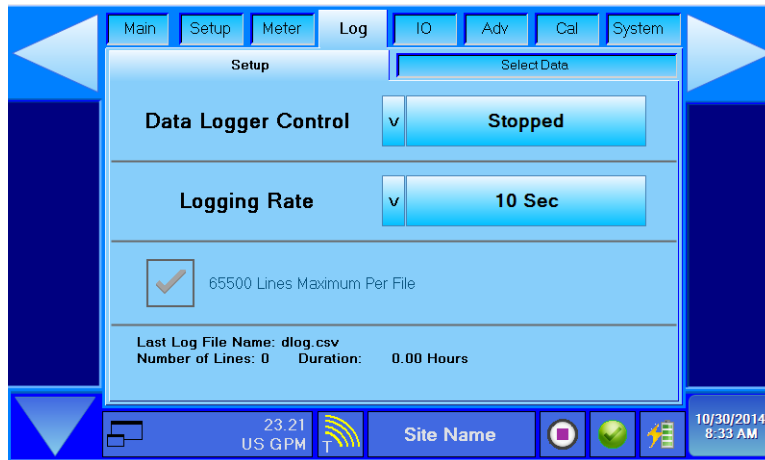 Main Setup Meter Log IO Adv Cal System
Setup Select Data
Data Logger Control v Stopped
Logging Rate v 10 Sec
65500 Lines Maximum Per File
Last Log File Name: dlog.csv
Number of Lines: 0 Duration: 0.00 Hours
23.21
US GPM
T
Site Name
10/30/2014
8:33 AM